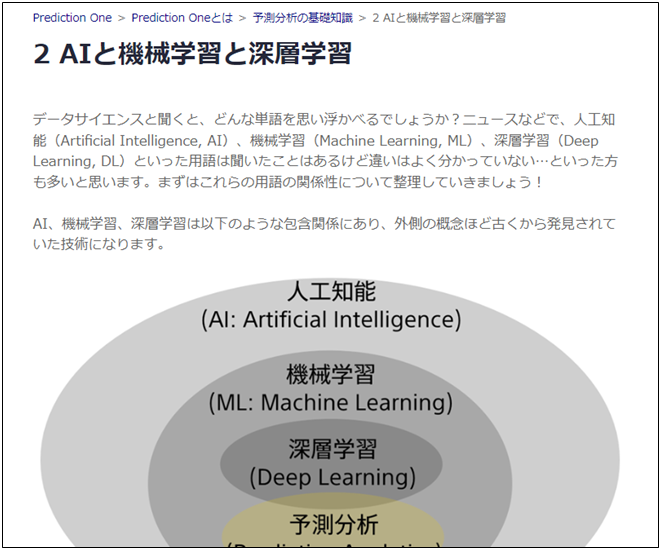 Prediction One > Prediction Oneとは > 予測分析の基礎知識 > 2 AIと機械学習と深層学習
2 AIと機械学習と深層学習
データサイエンスと聞くと、どんな単語を思い浮かべるでしょうか？ニュースなどで、人工知
能（Artificial Intelligence, AI）、機械学習（Machine Learning, ML）、深層学習（Deep
Learning, DL）といった用語は聞いたことはあるけど違いはよく分かっていない…といった方
も多いと思います。まずはこれらの用語の関係性について整理していきましょう！
AI、機械学習、深層学習は以下のような包含関係にあり、外側の概念ほど古くから発見されて
いた技術になります。
人工知能
(AI: Artificial Intelligence)
機械学習
(ML: Machine Learning)
深層学習
(Deep Learning)
予測分析